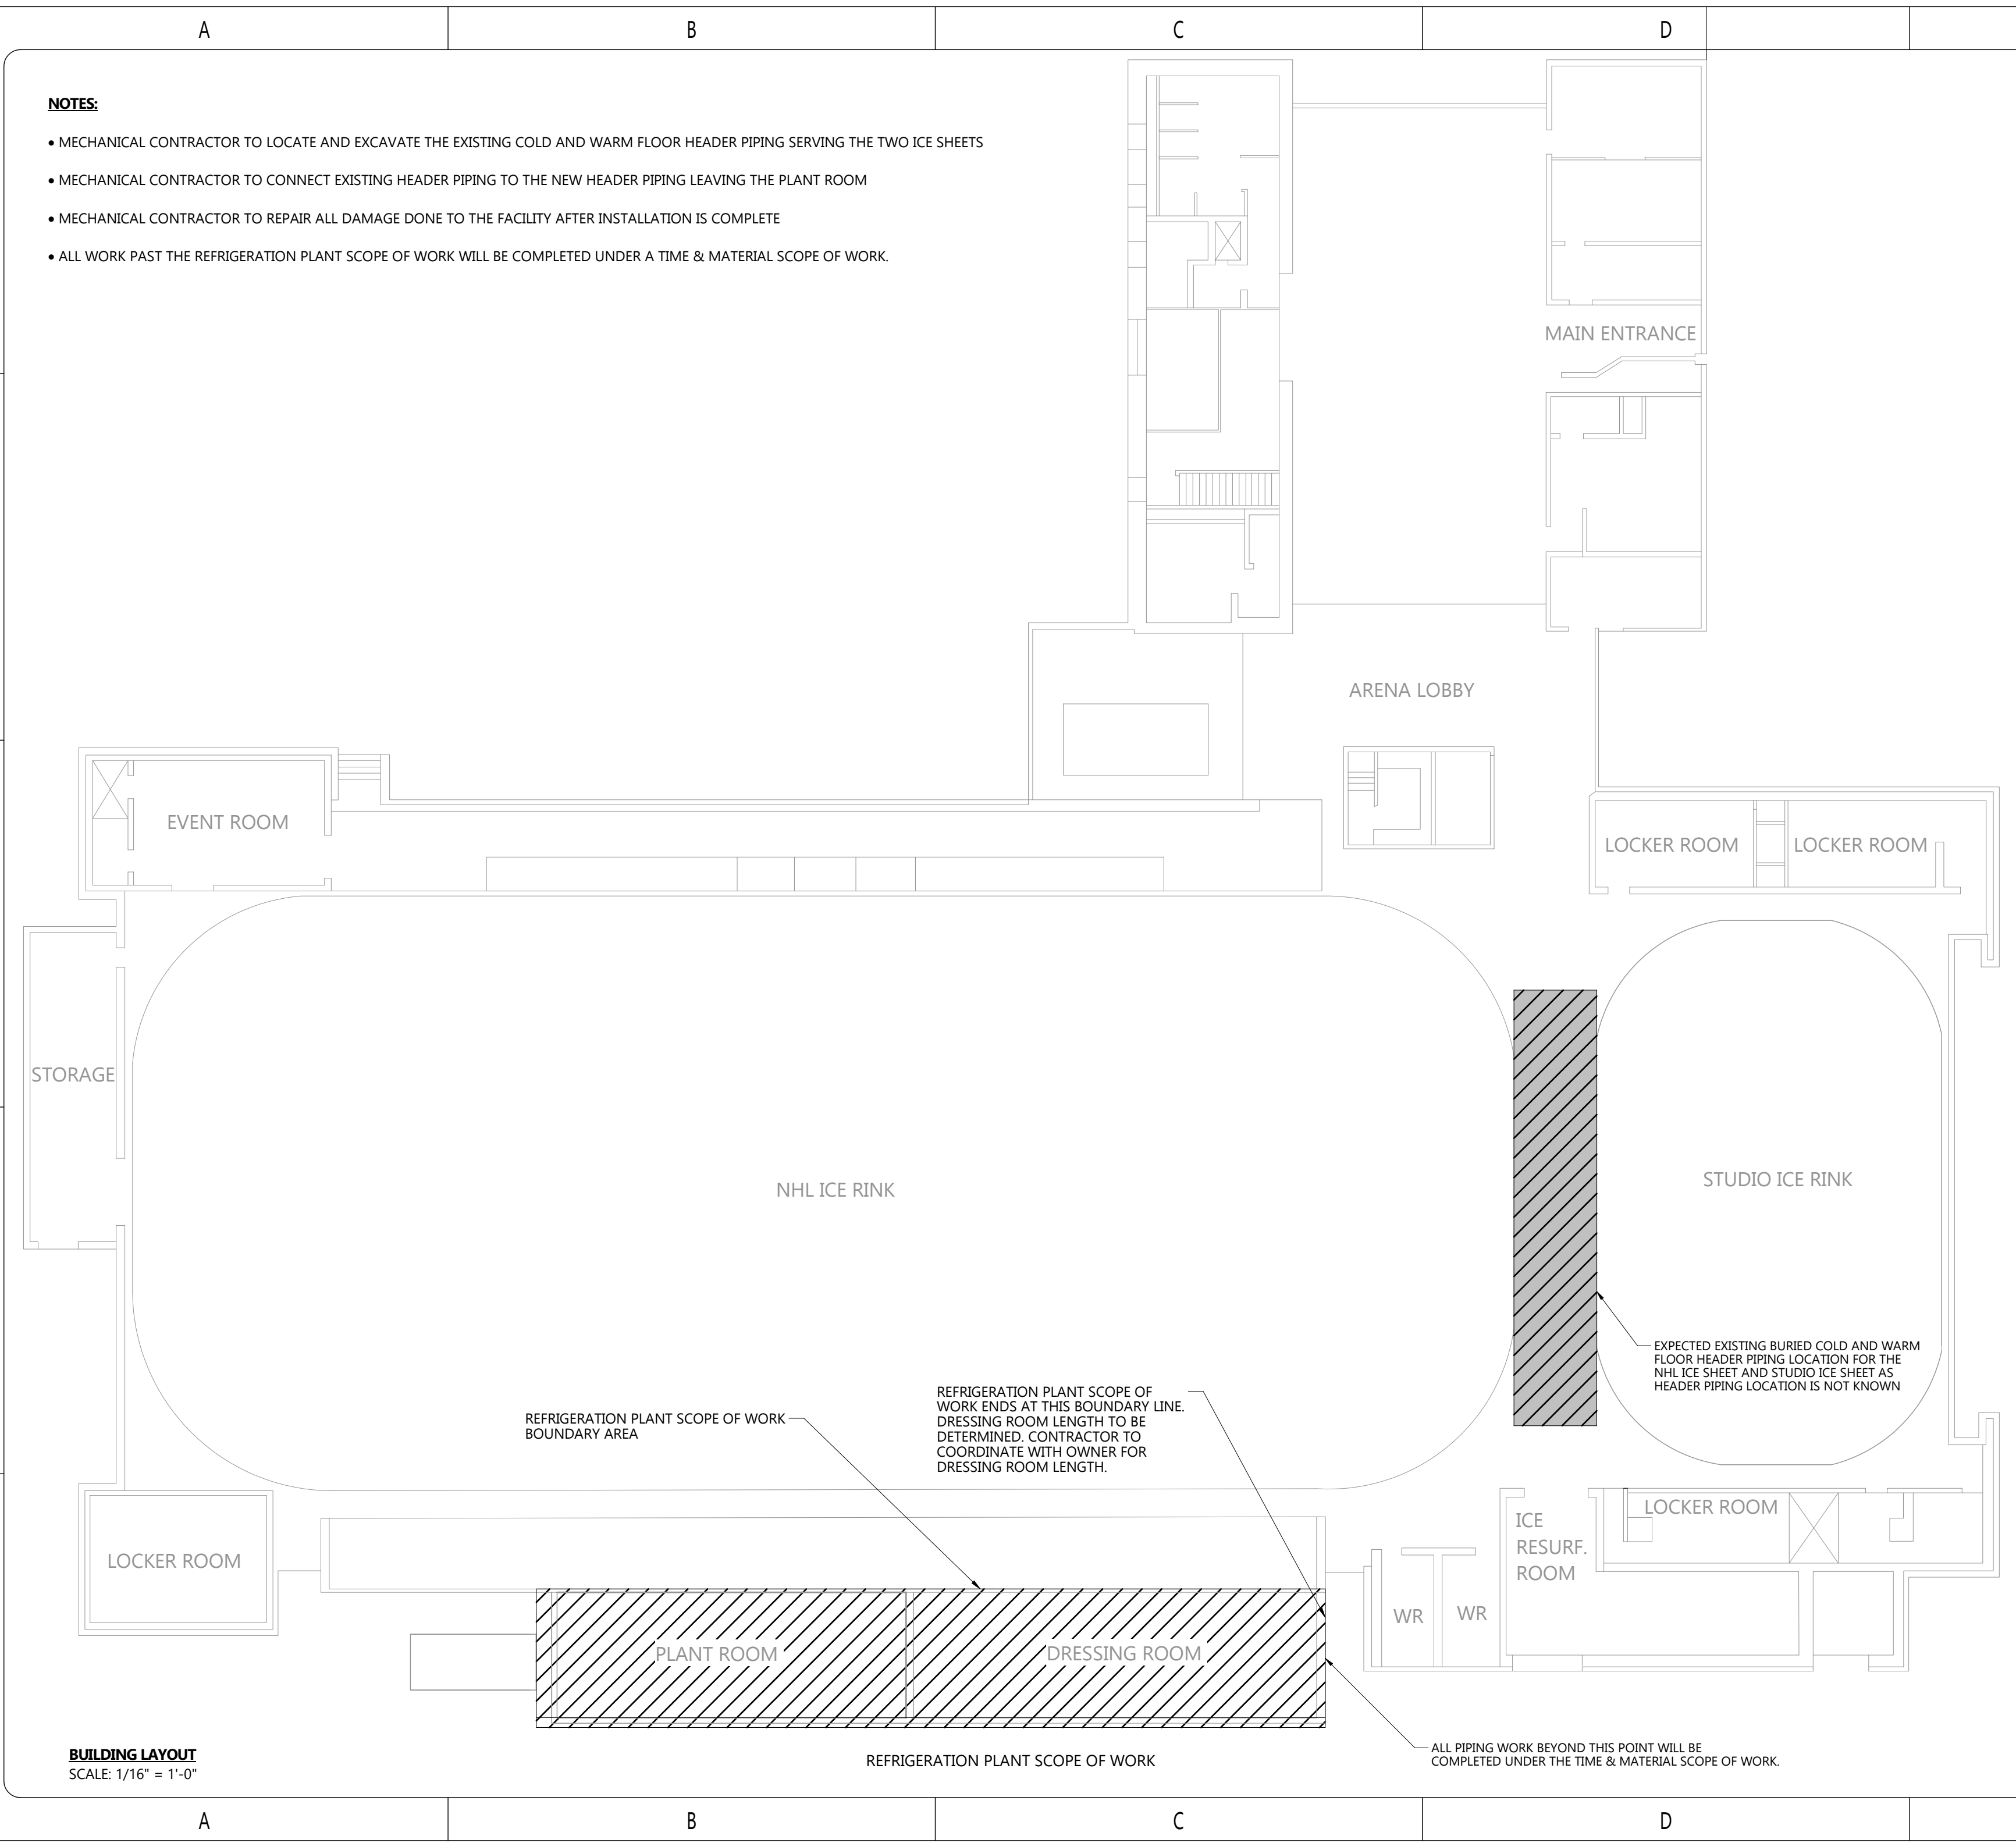 A B C D
NOTES:
• MECHANICAL CONTRACTOR TO LOCATE AND EXCAVATE THE EXISTING COLD AND WARM FLOOR HEADER PIPING SERVING THE TWO ICE SHEETS
• MECHANICAL CONTRACTOR TO CONNECT EXISTING HEADER PIPING TO THE NEW HEADER PIPING LEAVING THE PLANT ROOM
• MECHANICAL CONTRACTOR TO REPAIR ALL DAMAGE DONE TO THE FACILITY AFTER INSTALLATION IS COMPLETE
• ALL WORK PAST THE REFRIGERATION PLANT SCOPE OF WORK WILL BE COMPLETED UNDER A TIME & MATERIAL SCOPE OF WORK.
MAIN ENTRANCE
ARENA LOBBY
EVENT ROOM
LOCKER ROOM
LOCKER ROOM
STORAGE
NHL ICE RINK
STUDIO ICE RINK
EXPECTED EXISTING BURIED COLD AND WARM
FLOOR HEADER PIPING LOCATION FOR THE
NHL ICE SHEET AND STUDIO ICE SHEET AS
HEADER PIPING LOCATION IS NOT KNOWN
REFRIGERATION PLANT SCOPE OF WORK
BOUNDARY AREA
REFRIGERATION PLANT SCOPE OF
WORK ENDS AT THIS BOUNDARY LINE.
DRESSING ROOM LENGTH TO BE
DETERMINED. CONTRACTOR TO
COORDINATE WITH OWNER FOR
DRESSING ROOM LENGTH.
LOCKER ROOM
ICE
RESURF.
ROOM
LOCKER ROOM
WR
WR
PLANT ROOM
DRESSING ROOM
ALL PIPING WORK BEYOND THIS POINT WILL BE
COMPLETED UNDER THE TIME & MATERIAL SCOPE OF WORK.
BUILDING LAYOUT
SCALE: 1/16" = 1'-0"
REFRIGERATION PLANT SCOPE OF WORK
A B C D